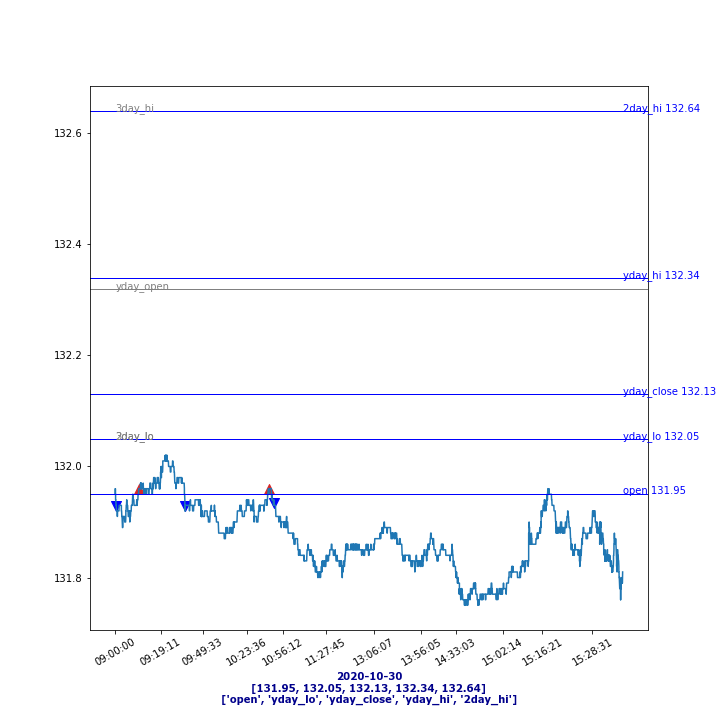 3day_hi
2day_hi 132.64
132.6
132.4
yday_hi 132.34
yday_open
132.2
yday_close 132.13
yday_lo 132.05
132.0
open 131.95
131.8
09:00:00
09:19:11
09:49:33
10:23:36
10:56:12
11:27:45
13:06:07
13:56:05
14:33:03
15:02:14
15:16:21
15:28:31
2020-10-30
[131.95, 132.05, 132.13, 132.34, 132.64]
['open', 'yday_lo', 'yday_close', 'yday_hi', '2day_hi']